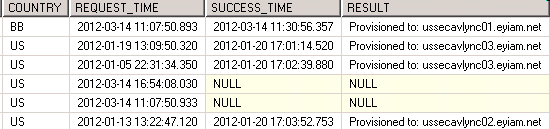 COUNTRY REQUEST_TIME SUCCESS_TIME RESULT
BB 2012-03-14 11:07:50.893 2012-03-14 11:30:56.357 Provisioned to: ussecavlync01.eyiam.net
US 2012-01-19 13:09:50.320 2012-01-20 17:01:14.520 Provisioned to: ussecavlync03.eyiam.net
US 2012-01-05 22:31:34.350 2012-01-20 17:02:39.880 Provisioned to: ussecavlync03.eyiam.net
US 2012-03-14 16:54:08.030 NULL NULL
US 2012-03-14 11:07:50.933 NULL NULL
US 2012-01-13 13:22:47.120 2012-01-20 17:03:52.753 Provisioned to: ussecavlync02.eyiam.net